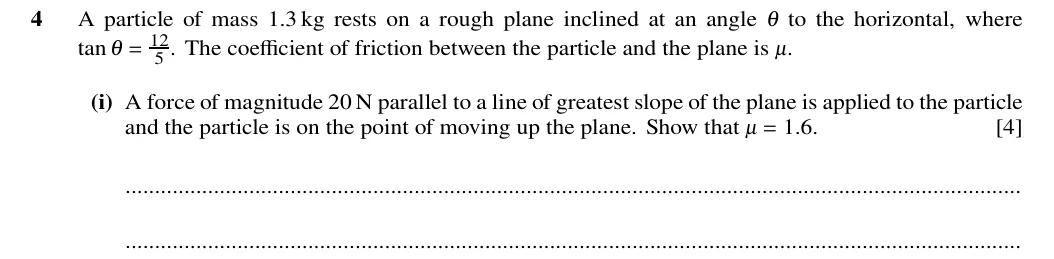 4 A particle of mass 1.3 kg rests on a rough plane inclined at an angle θ to the horizontal, where
tan θ = 12/5. The coefficient of friction between the particle and the plane is μ.
(i) A force of magnitude 20 N parallel to a line of greatest slope of the plane is applied to the particle
and the particle is on the point of moving up the plane. Show that μ = 1.6. [4]